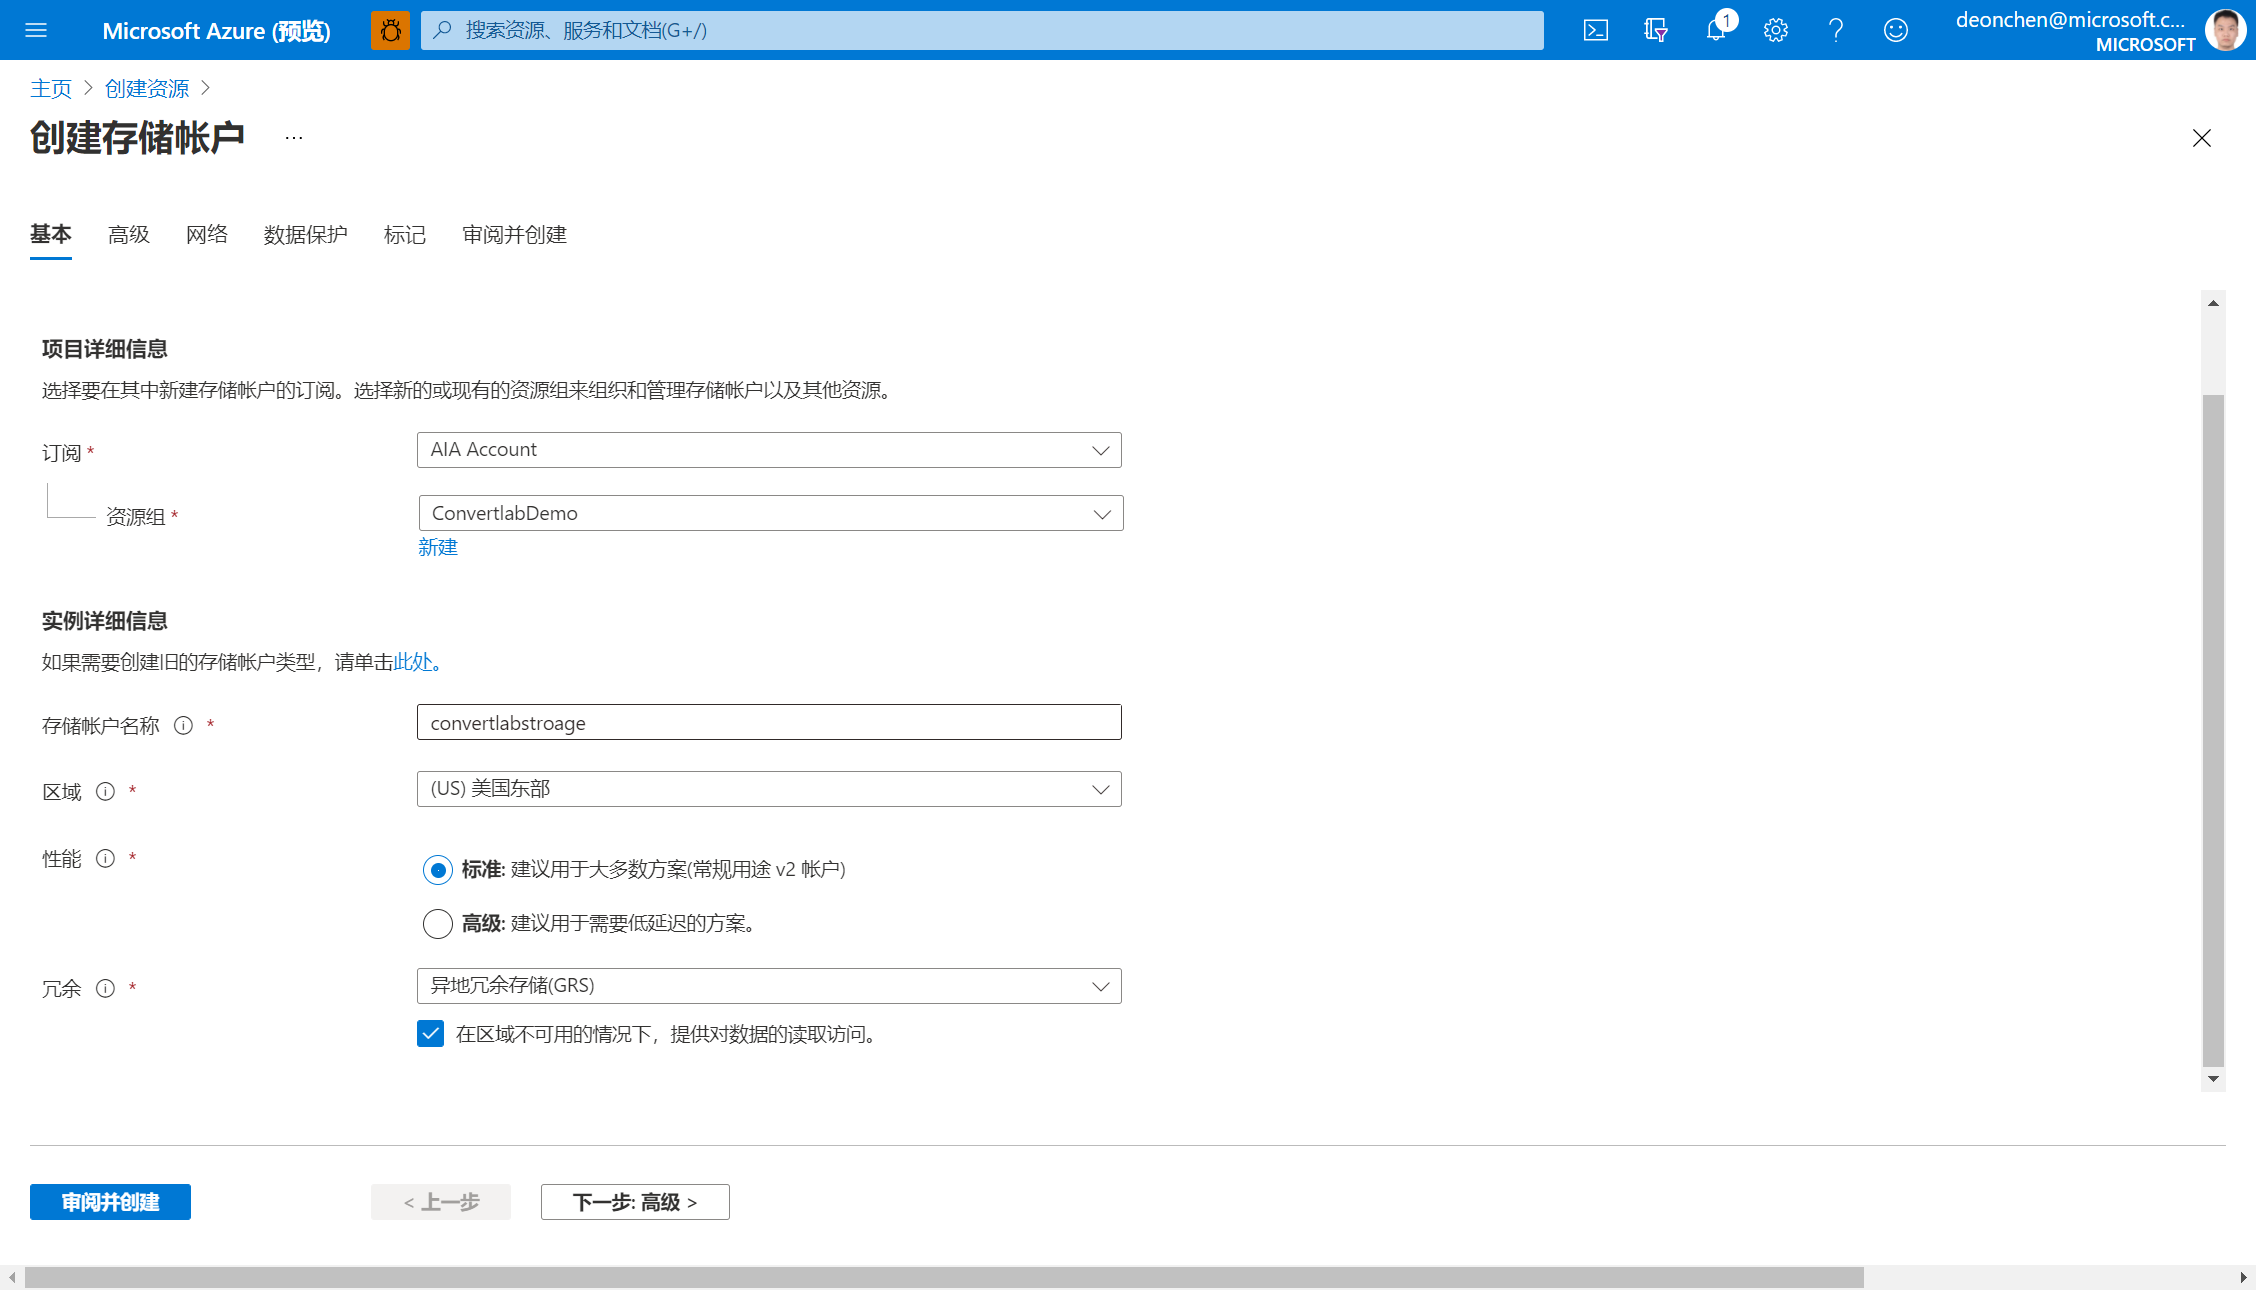 Microsoft Azure (预览)
搜索资源、服务和文档(G+/)
1
deonchen@microsoft.c...
MICROSOFT
主页 > 创建资源 >
创建存储帐户 ...
基本 高级 网络 数据保护 标记 审阅并创建
项目详细信息
选择要在其中新建存储帐户的订阅。选择新的或现有的资源组来组织和管理存储帐户以及其他资源。
订阅 *
AIA Account
资源组 *
ConvertlabDemo
新建
实例详细信息
如果需要创建旧的存储帐户类型，请单击此处。
存储帐户名称 *
convertlabstroage
区域 *
(US) 美国东部
性能 *
标准: 建议用于大多数方案(常规用途 v2 帐户)
高级: 建议用于需要低延迟的方案。
冗余 *
异地冗余存储(GRS)
在区域不可用的情况下，提供对数据的读取访问。
审阅并创建
< 上一步
下一步: 高级 >